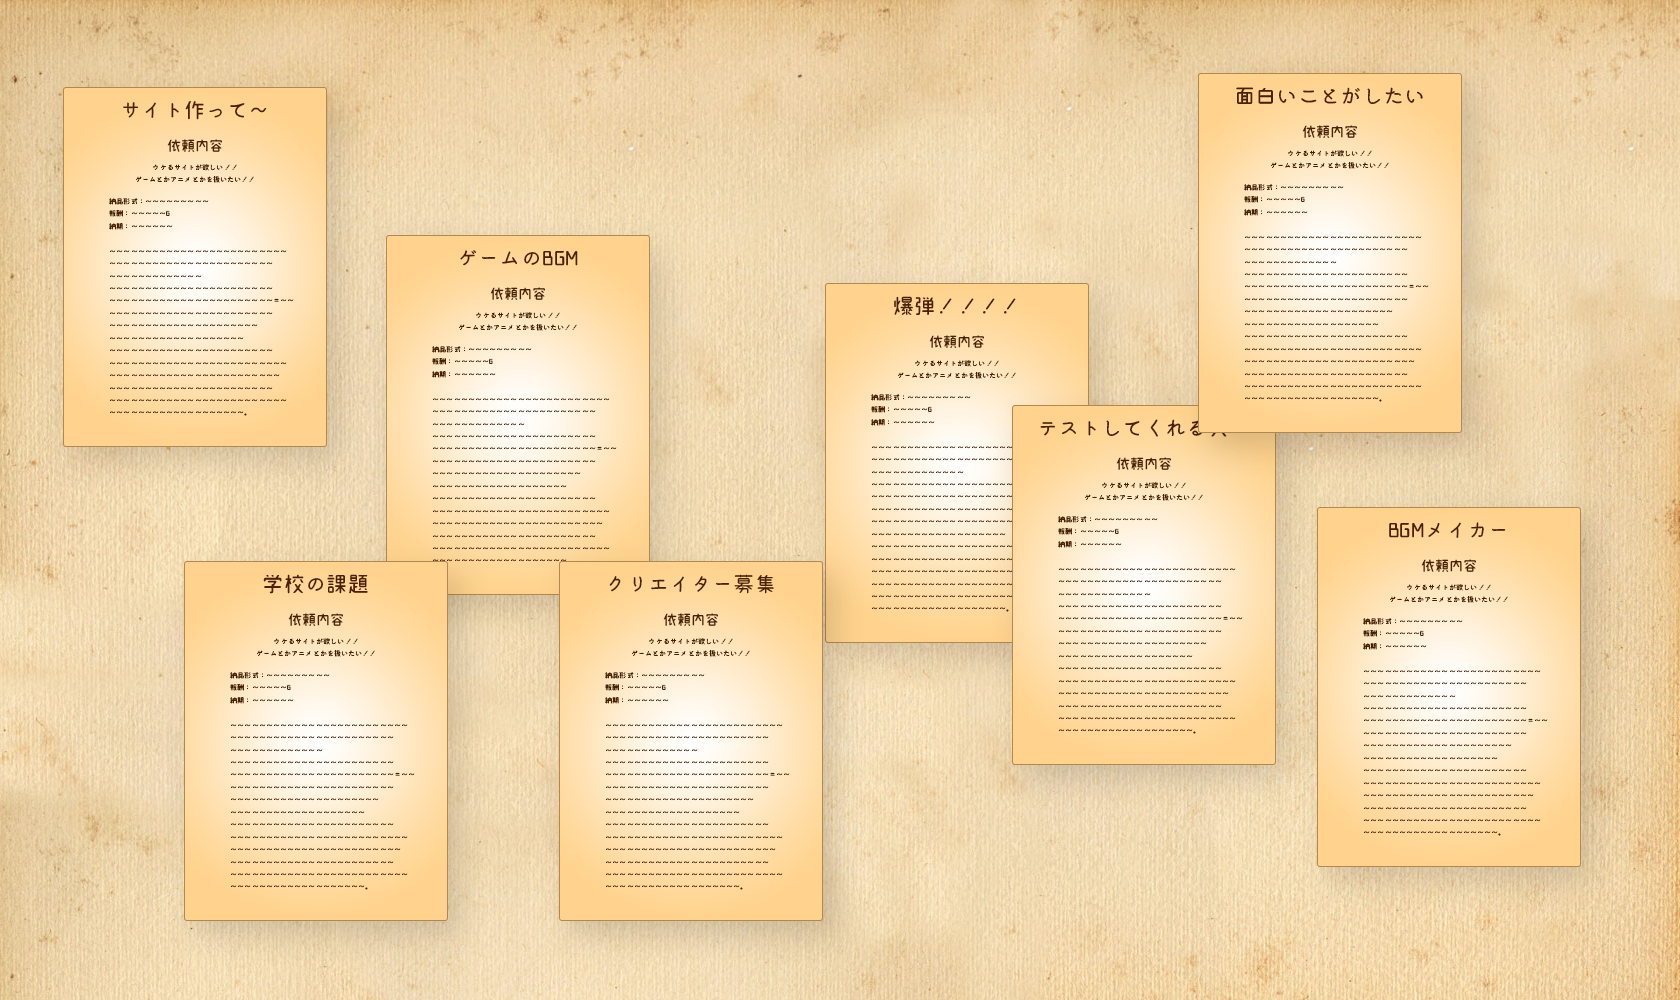 サイト作って～
依頼内容
ウケるサイトが欲しい！！
ゲームとかアニメとかを扱いたい！！
納品形式：～～～～～～～～～
報酬：～～～～～G
納期：～～～～～～
ゲームのBGM
依頼内容
ウケるサイトが欲しい！！
ゲームとかアニメとかを扱いたい！！
納品形式：～～～～～～～～～
報酬：～～～～～G
納期：～～～～～～
学校の課題
依頼内容
ウケるサイトが欲しい！！
ゲームとかアニメとかを扱いたい！！
納品形式：～～～～～～～～～
報酬：～～～～～G
納期：～～～～～～
クリエイター募集
依頼内容
ウケるサイトが欲しい！！
ゲームとかアニメとかを扱いたい！！
納品形式：～～～～～～～～～
報酬：～～～～～G
納期：～～～～～～
爆弾！！！！
依頼内容
ウケるサイトが欲しい！！
ゲームとかアニメとかを扱いたい！！
納品形式：～～～～～～～～～
報酬：～～～～～G
納期：～～～～～～
テストしてくれる
依頼内容
ウケるサイトが欲しい！！
ゲームとかアニメとかを扱いたい！！
納品形式：～～～～～～～～～
報酬：～～～～～G
納期：～～～～～～
面白いことがしたい
依頼内容
ウケるサイトが欲しい！！
ゲームとかアニメとかを扱いたい！！
納品形式：～～～～～～～～～
報酬：～～～～～G
納期：～～～～～～
BGMメイカー
依頼内容
ウケるサイトが欲しい！！
ゲームとかアニメとかを扱いたい！！
納品形式：～～～～～～～～～
報酬：～～～～～G
納期：～～～～～～